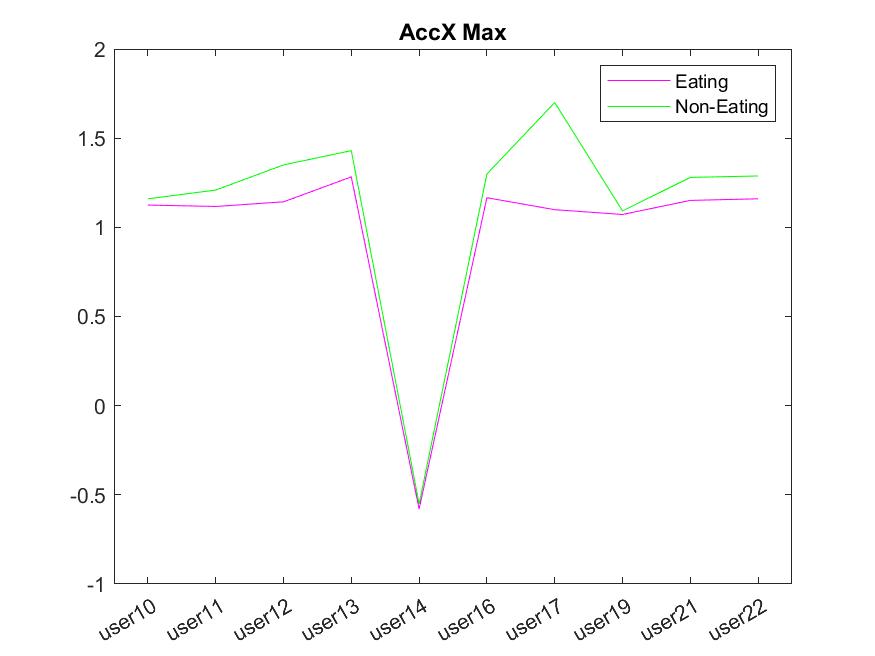 AccX Max
Eating
Non-Eating
2
1.5
1
0.5
0
-0.5
-1
user10
user11
user12
user13
user14
user16
user17
user19
user21
user22